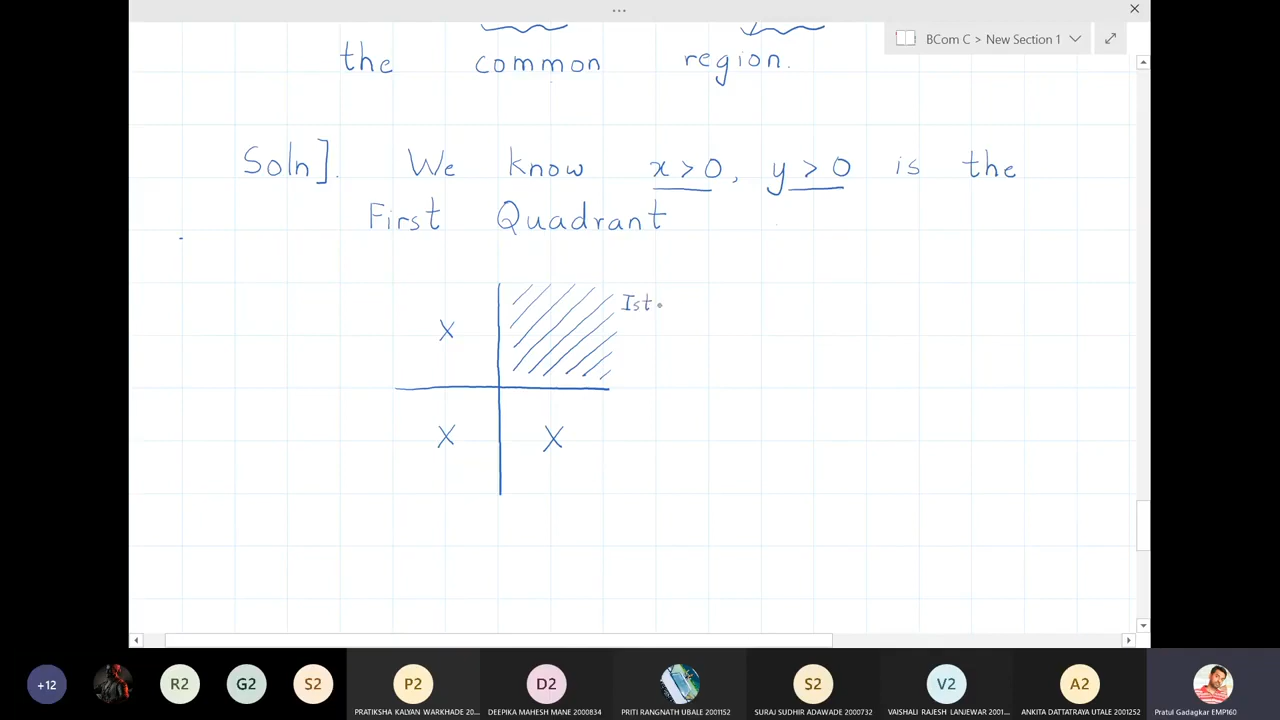 BCom C > New Section 1
the common region.
Soln]. We know x > 0, y > 0 is the
First Quadrant
Ist
X
X X
+12
R2
G2
S2
P2
PRATIKSHA KALYAN WARKHADE 20...
D2
DEEPIKA MAHESH MANE 2000834
PRITI RANGNATH UBALE 2001152
S2
SURAJ SUDHIR ADAWADE 2000732
V2
VAISHALI RAJESH LANJEWAR 2001...
A2
ANKITA DATTATRAYA UTALE 2001252
Pratul Gadagkar EMP160